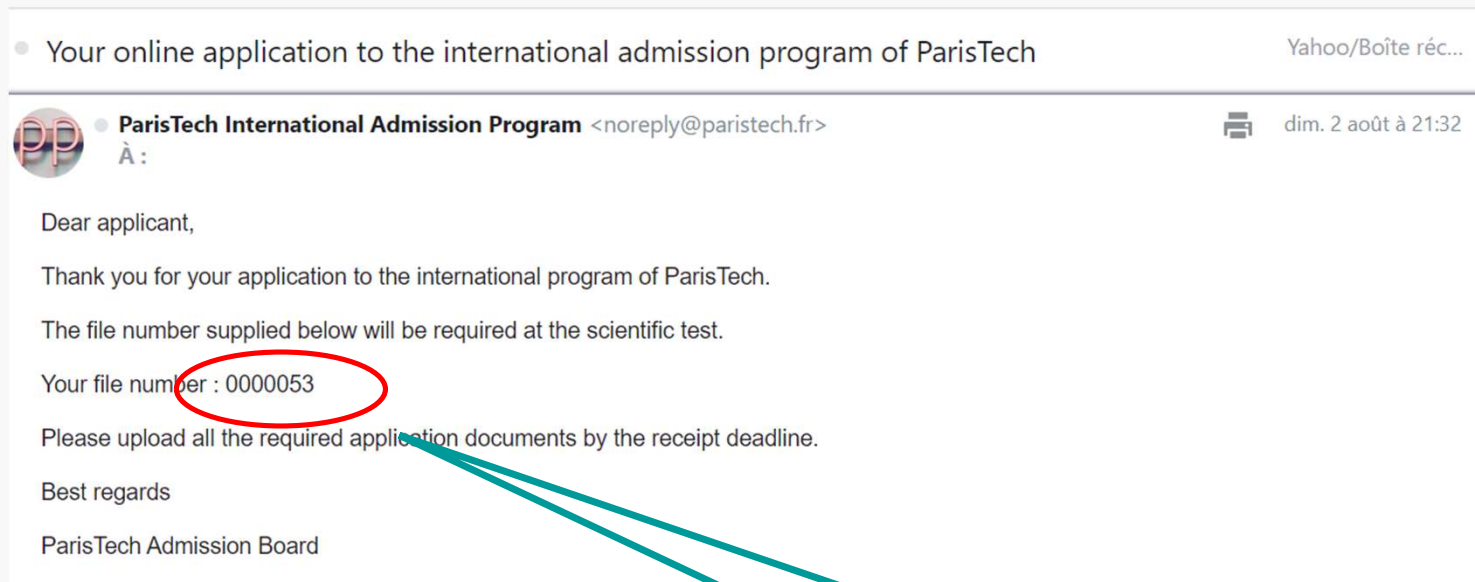 Your online application to the international admission program of ParisTech
Yahoo/Boîte réc...
PP
ParisTech International Admission Program <noreply@paristech.fr>
dim. 2 août à 21:32
À :
Dear applicant,
Thank you for your application to the international program of ParisTech.
The file number supplied below will be required at the scientific test.
Your file number : 0000053
Please upload all the required application documents by the receipt deadline.
Best regards
ParisTech Admission Board